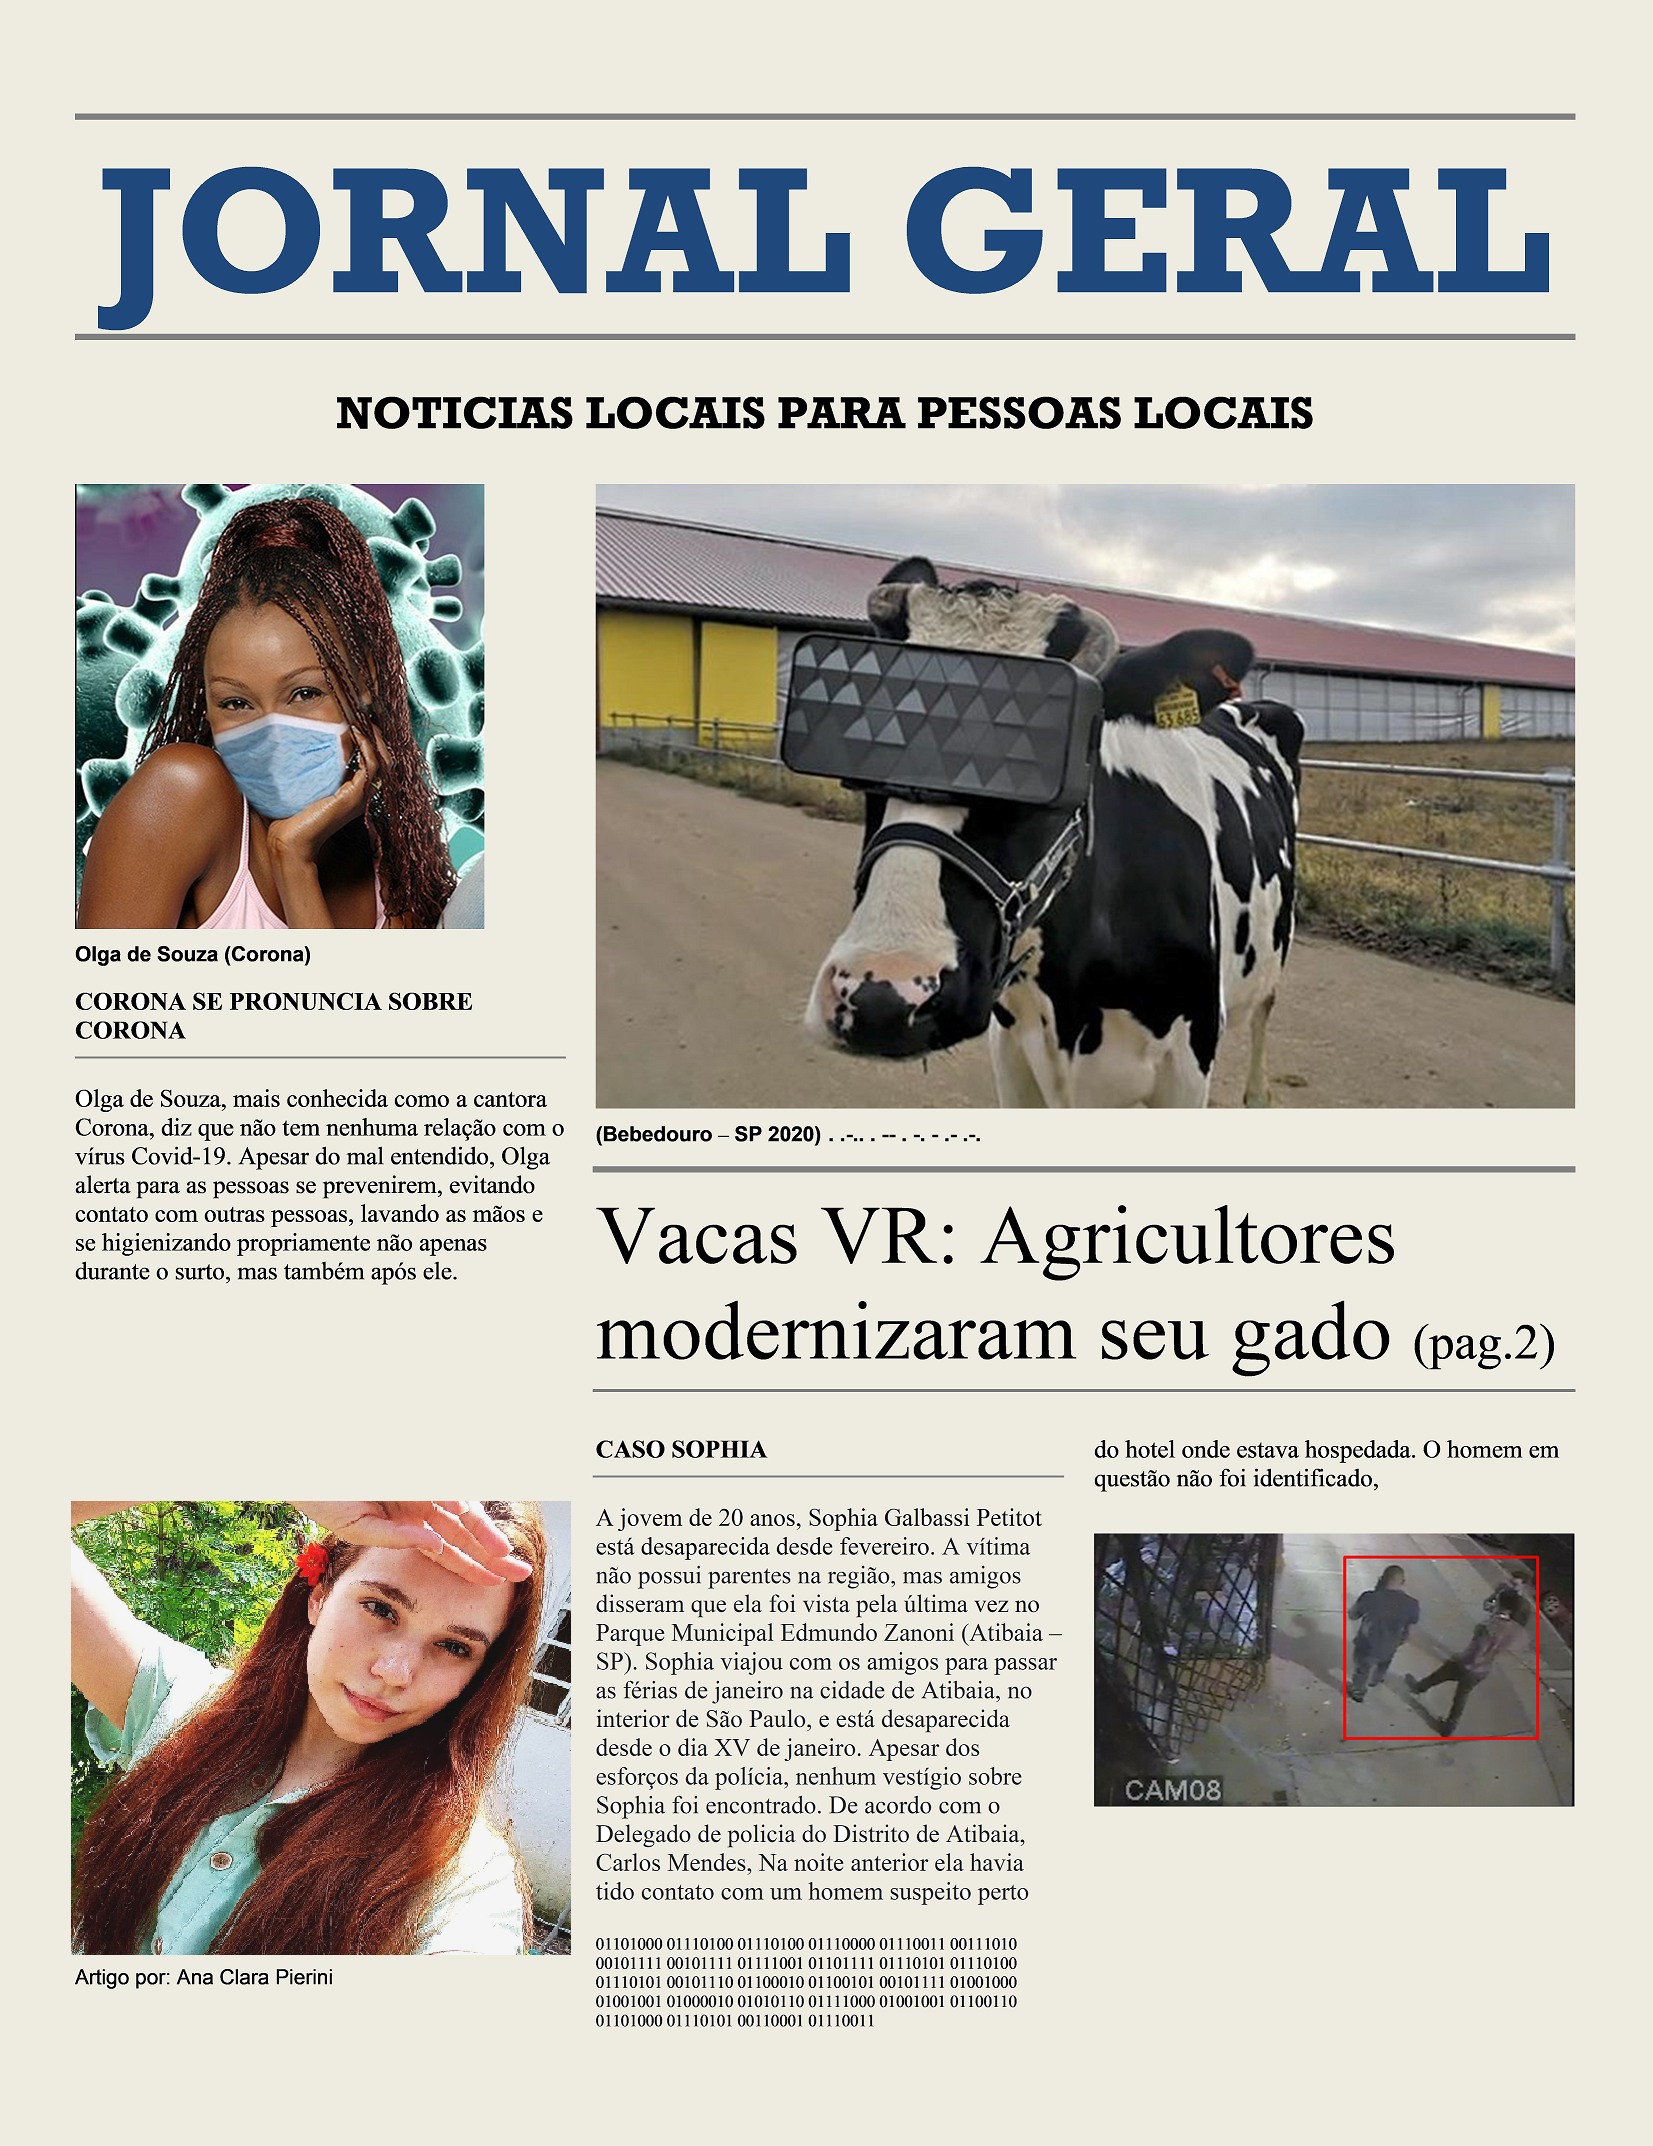 JORNAL GERAL
NOTICIAS LOCAIS PARA PESSOAS LOCAIS
Olga de Souza (Corona)
CORONA SE PRONUNCIA SOBRE
CORONA
Olga de Souza, mais conhecida como a cantora
Corona, diz que não tem nenhuma relação com o
vírus Covid-19. Apesar do mal entendido, Olga
alerta para as pessoas se prevenirem, evitando
contato com outras pessoas, lavando as mãos e
se higienizando propriamente não apenas
durante o surto, mas também após ele.
63 685
(Bebedouro – SP 2020) . .-.. . -- . -. - .- .-.
Vacas VR: Agricultores
modernizaram seu gado (pag.2)
Artigo por: Ana Clara Pierini
CASO SOPHIA
A jovem de 20 anos, Sophia Galbassi Petitot
está desaparecida desde fevereiro. A vítima
não possui parentes na região, mas amigos
disseram que ela foi vista pela última vez no
Parque Municipal Edmundo Zanoni (Atibaia –
SP). Sophia viajou com os amigos para passar
as férias de janeiro na cidade de Atibaia, no
interior de São Paulo, e está desaparecida
desde o dia XV de janeiro. Apesar dos
esforços da polícia, nenhum vestígio sobre
Sophia foi encontrado. De acordo com o
Delegado de policia do Distrito de Atibaia,
Carlos Mendes, Na noite anterior ela havia
tido contato com um homem suspeito perto
01101000 01110100 01110100 01110000 01110011 00111010
00101111 00101111 01111001 01101111 01110101 01110100
01110101 00101110 01100010 01100101 00101111 01001000
01001001 01000010 01010110 01111000 01001001 01100110
01101000 01110101 00110001 01110011
do hotel onde estava hospedada. O homem em
questão não foi identificado,
CAM08